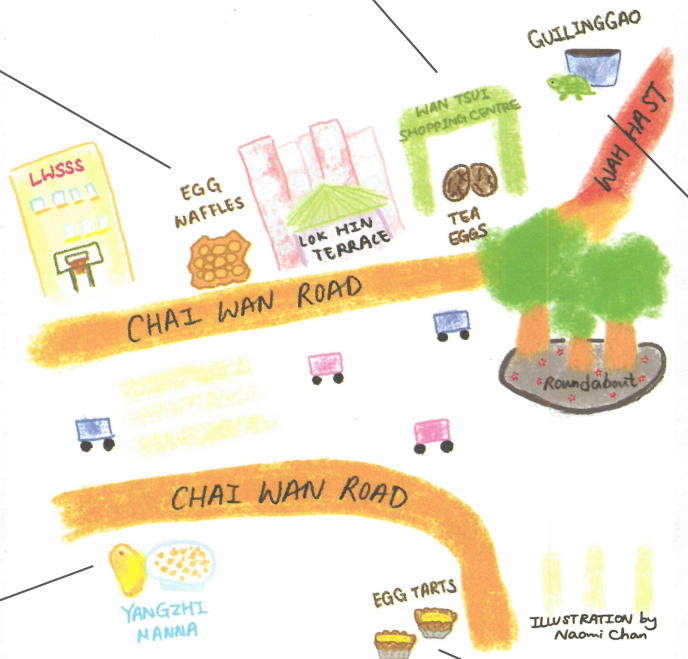 GUILINGGAO
WAH HA ST
WAN TSUI
SHOPPING CENTRE
LWSSS
EGG
WAFFLES
LOK HIN
TERRACE
TEA
EGGS
CHAI WAN ROAD
Roundabout
CHAI WAN ROAD
EGG TARTS
YANGZHI
MANNA
ILLUSTRATION by
Naomi Chan